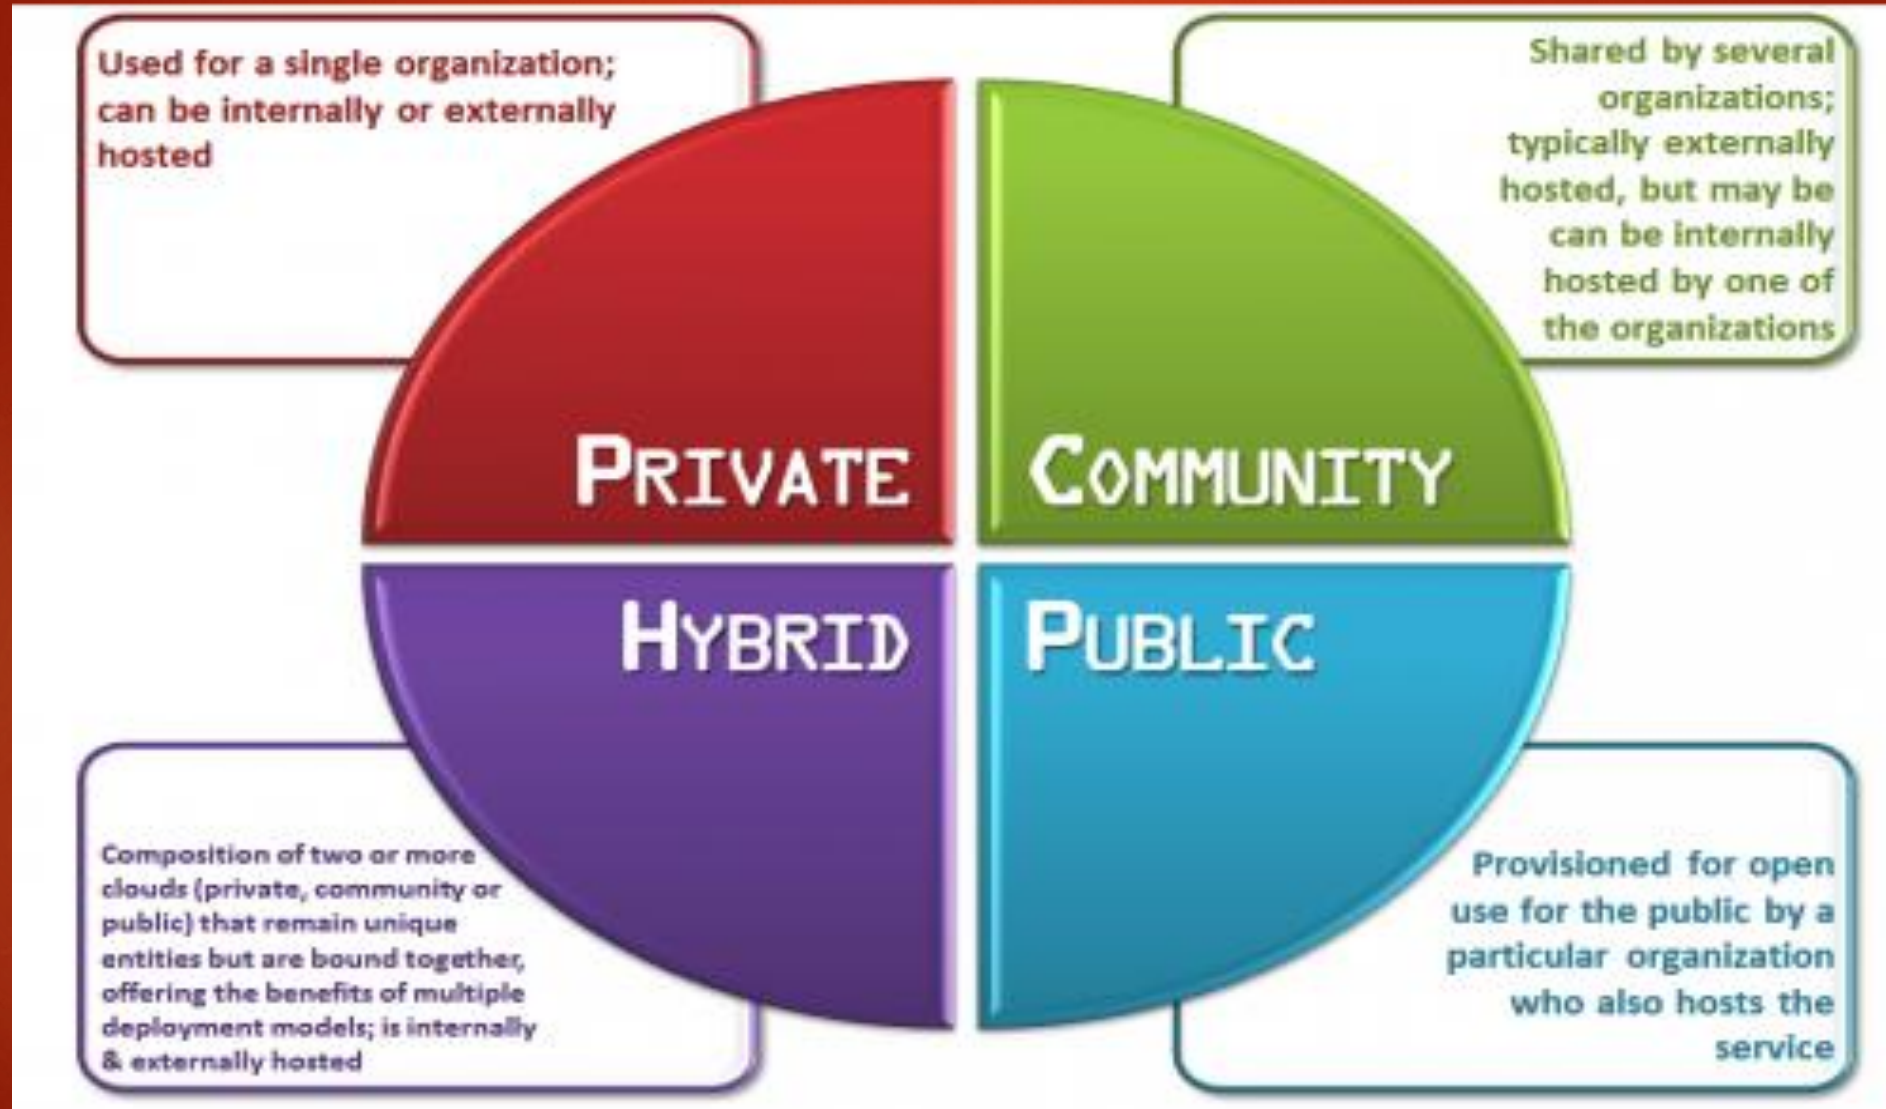 Used for a single organization;
can be internally or externally
hosted
Shared by several
organizations;
typically externally
hosted, but may be
can be internally
hosted by one of
the organizations
PRIVATE
COMMUNITY
HYBRID
PUBLIC
Composition of two or more
clouds (private, community or
public) that remain unique
entities but are bound together,
offering the benefits of multiple
deployment models; is internally
& externally hosted
Provisioned for open
use for the public by a
particular organization
who also hosts the
service